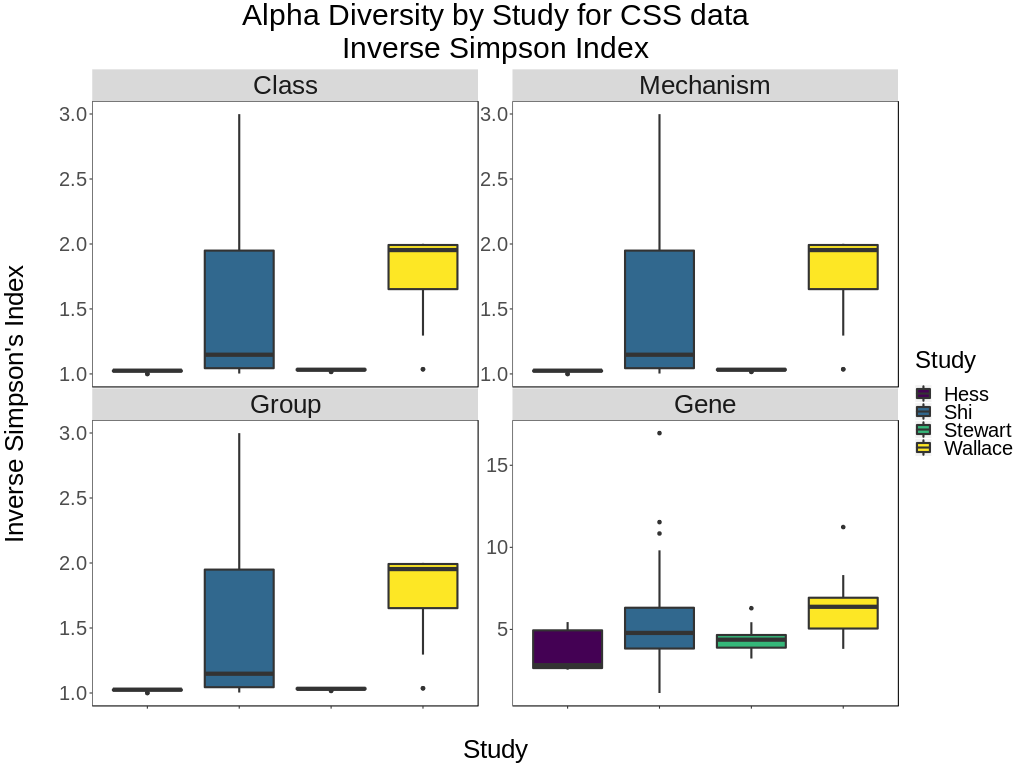 Alpha Diversity by Study for CSS data
Inverse Simpson Index
Class
Mechanism
3.0
2.5
2.0
1.5
1.0
3.0
2.5
2.0
1.5
1.0
Group
Gene
3.0
2.5
2.0
1.5
1.0
15
10
5
Inverse Simpson's Index
Study
Study
Hess
Shi
Stewart
Wallace